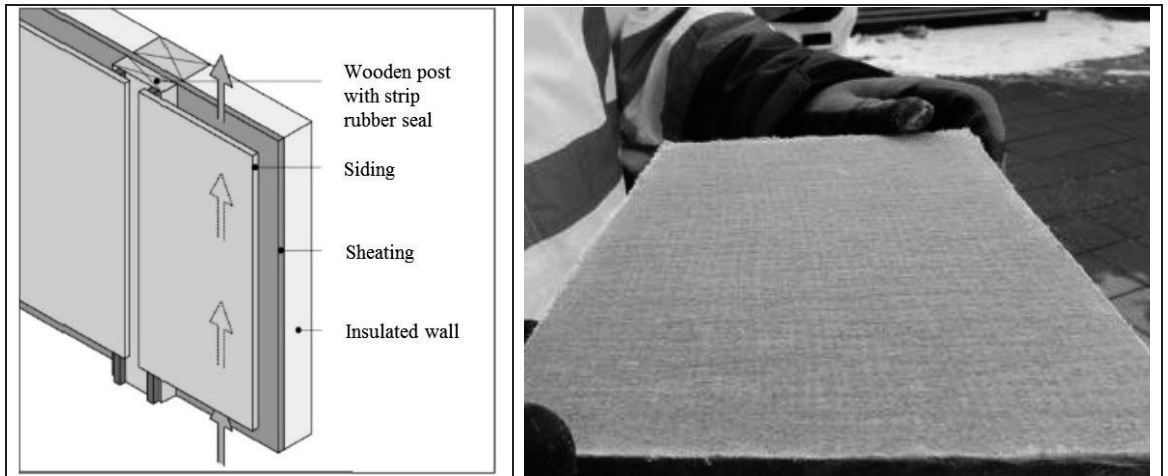 Wooden post
with strip
rubber seal
Siding
Sheating
Insulated wall